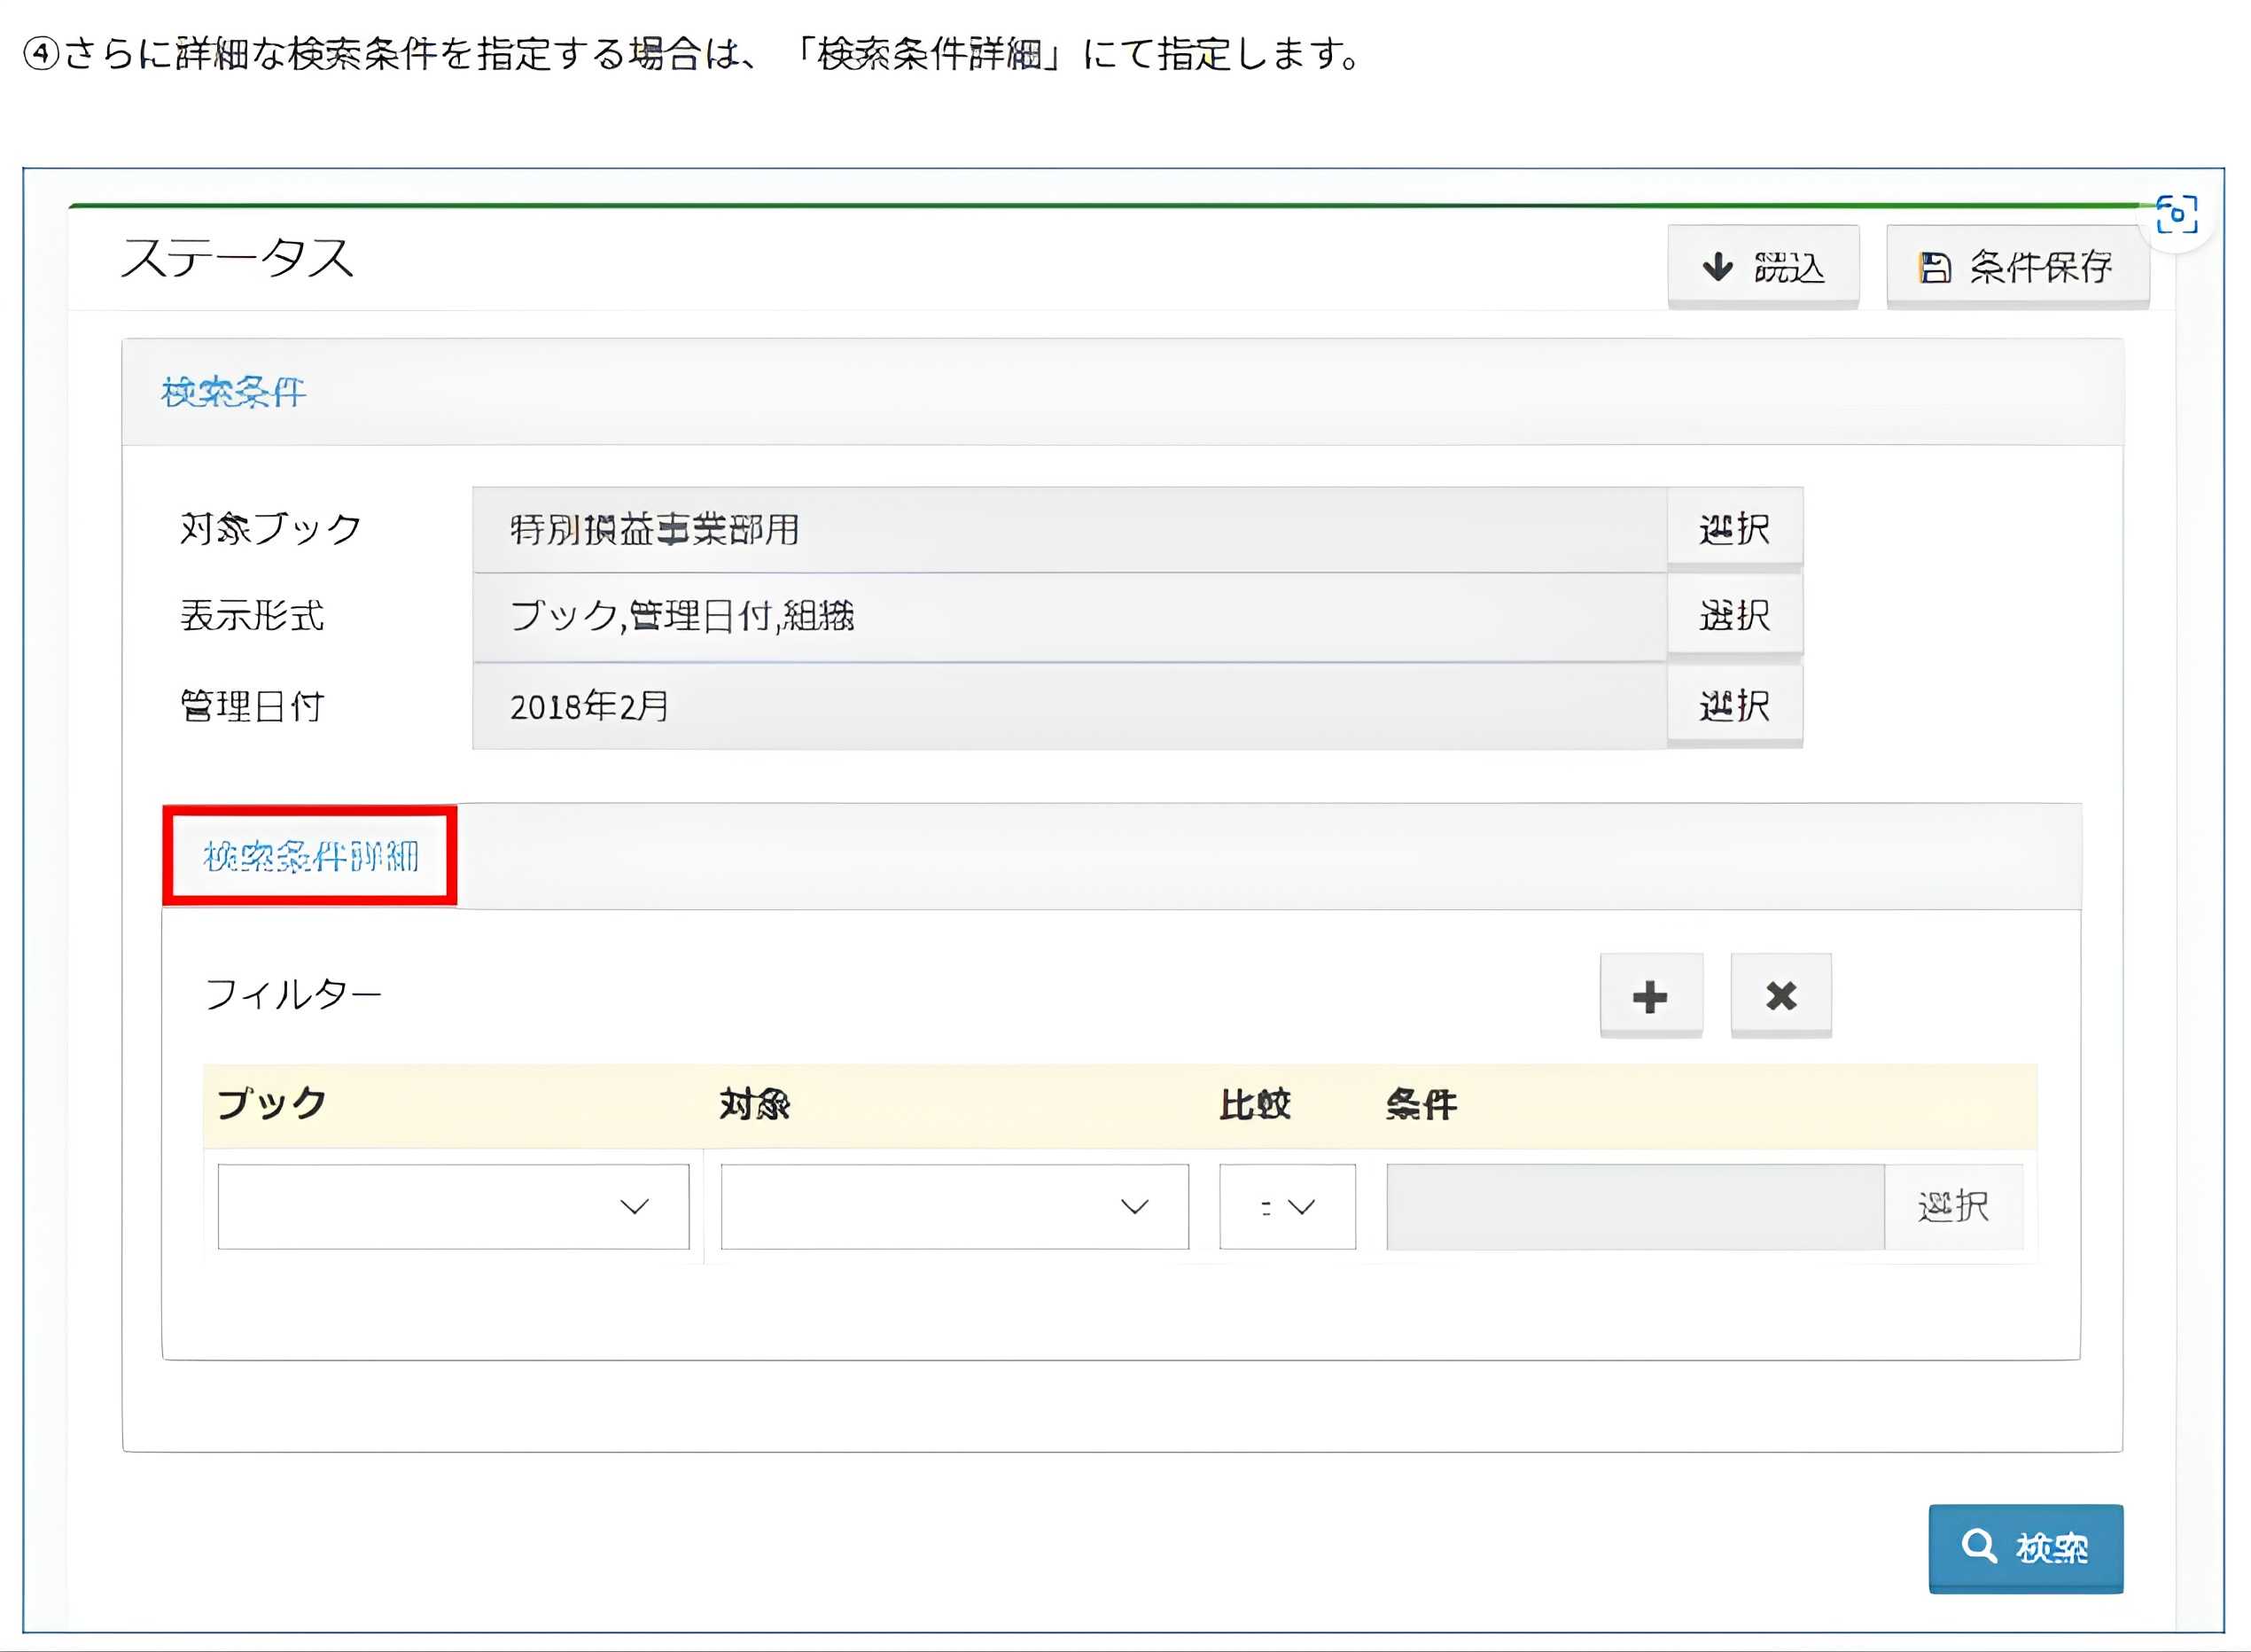 ④さらに詳細な検索条件を指定する場合は、「検索条件詳細」にて指定します。
ステータス
読込
条件保存
検索条件
対象ブック 特別損益事業部用 選択
表示形式 ブック,管理日付,組織 選択
管理日付 2018年2月 選択
検索条件詳細
フィルター
ブック 対象 比較 条件
= 選択
検索